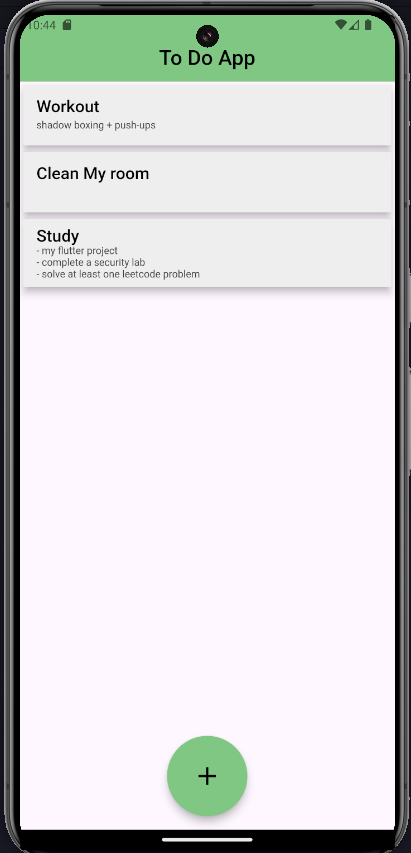 10:44
To Do App
Workout
shadow boxing + push-ups
Clean My room
Study
- my flutter project
- complete a security lab
- solve at least one leetcode problem
+